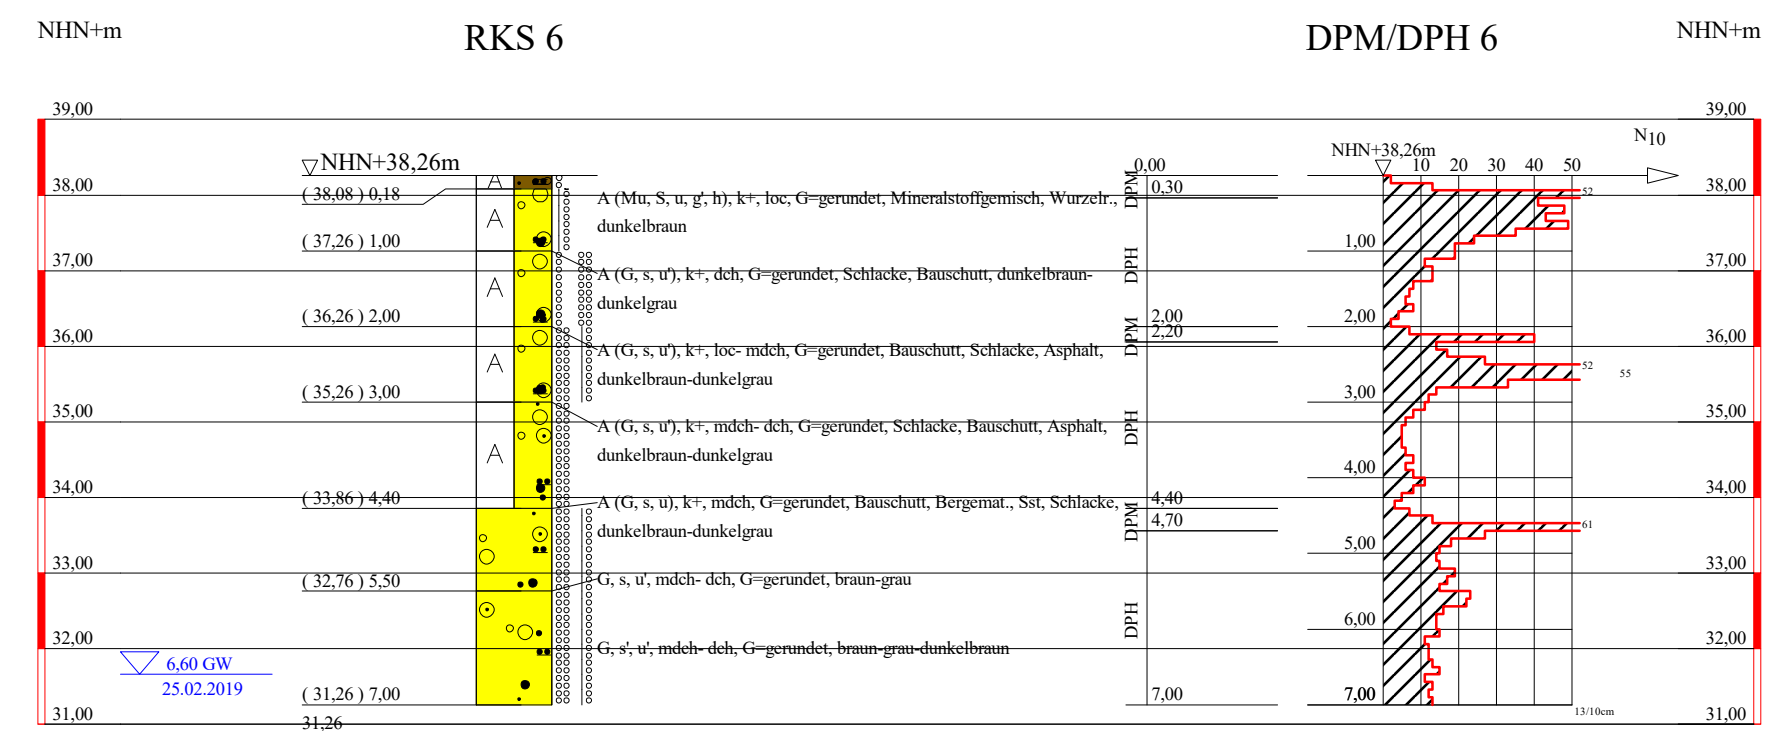 NHN+m
RKS 6
DPM/DPH 6
NHN+m
39,00
39,00
N10
NHN+38,26m
0,00
NHN+38,26m
10 20 30 40 50
A
DPM
38,00
( 38,08 ) 0,18
0,30
52
38,00
A (Mu, S, u, g', h), k+, loc, G=gerundet, Mineralstoffgemisch, Wurzelr.,
dunkelbraun
A
( 37,26 ) 1,00
1,00
DPH
37,00
37,00
A (G, s, u'), k+, dch, G=gerundet, Schlacke, Bauschutt, dunkelbraun-
dunkelgrau
A
( 36,26 ) 2,00
2,00
2,00
DPM
2,20
36,00
36,00
A (G, s, u'), k+, loc- mdch, G=gerundet, Bauschutt, Schlacke, Asphalt,
dunkelbraun-dunkelgrau
A
52
55
( 35,26 ) 3,00
3,00
35,00
35,00
A (G, s, u'), k+, mdch- dch, G=gerundet, Schlacke, Bauschutt, Asphalt,
dunkelbraun-dunkelgrau
DPH
A
4,00
34,00
( 33,86 ) 4,40
4,40
34,00
A (G, s, u), k+, mdch, G=gerundet, Bauschutt, Bergemat., Sst, Schlacke,
dunkelbraun-dunkelgrau
DPM
4,70
61
5,00
33,00
33,00
( 32,76 ) 5,50
G, s, u', mdch- dch, G=gerundet, braun-grau
DPH
6,00
32,00
32,00
G, s', u', mdch- dch, G=gerundet, braun-grau-dunkelbraun
6,60 GW
25.02.2019
( 31,26 ) 7,00
7,00
7,00
13/10cm
31,00
31,26
31,00